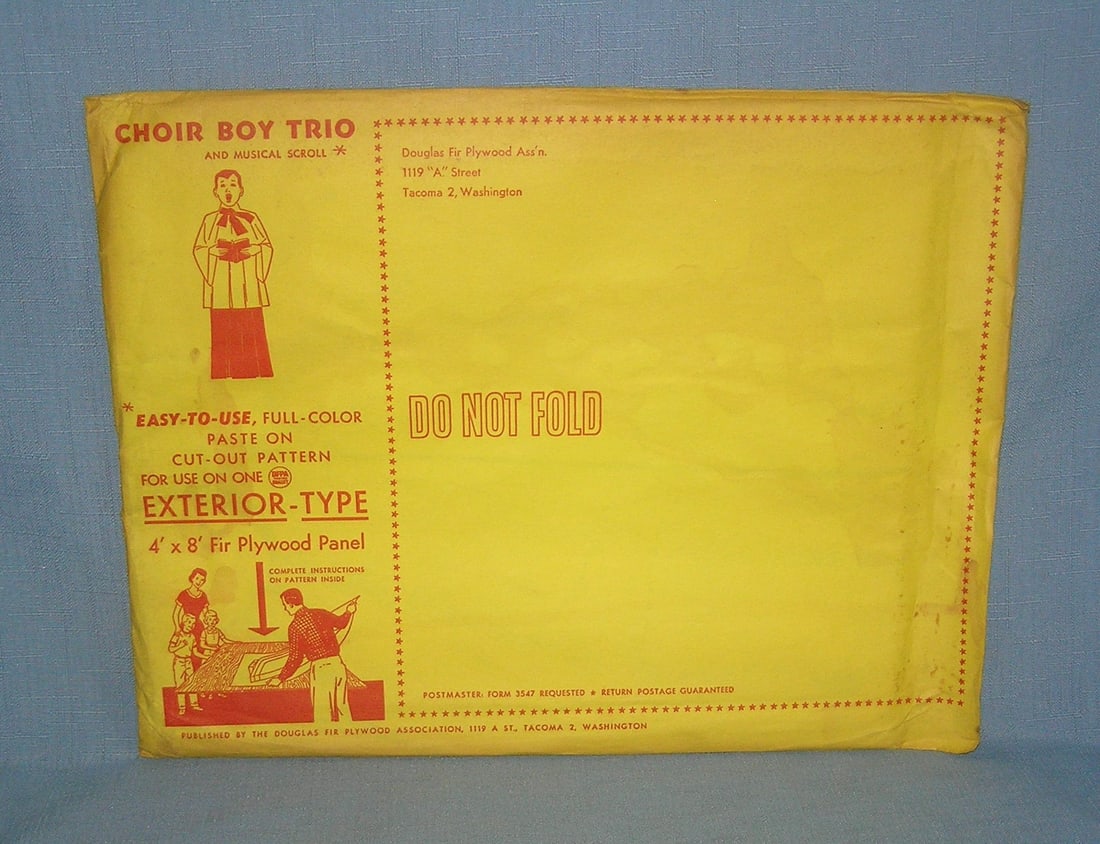 CHOIR BOY TRIO
AND MUSICAL SCROLL *
*EASY-TO-USE, FULL-COLOR
PASTE ON
CUT-OUT PATTERN
FOR USE ON ONE DFPA
EXTERIOR-TYPE
4' x 8' Fir Plywood Panel
COMPLETE INSTRUCTIONS
ON PATTERN INSIDE
Douglas Fir Plywood Ass'n.
1119 "A." Street
Tacoma 2, Washington
DO NOT FOLD
POSTMASTER: FORM 3547 REQUESTED ★ RETURN POSTAGE GUARANTEED
PUBLISHED BY THE DOUGLAS FIR PLYWOOD ASSOCIATION, 1119 A ST., TACOMA 2, WASHINGTON